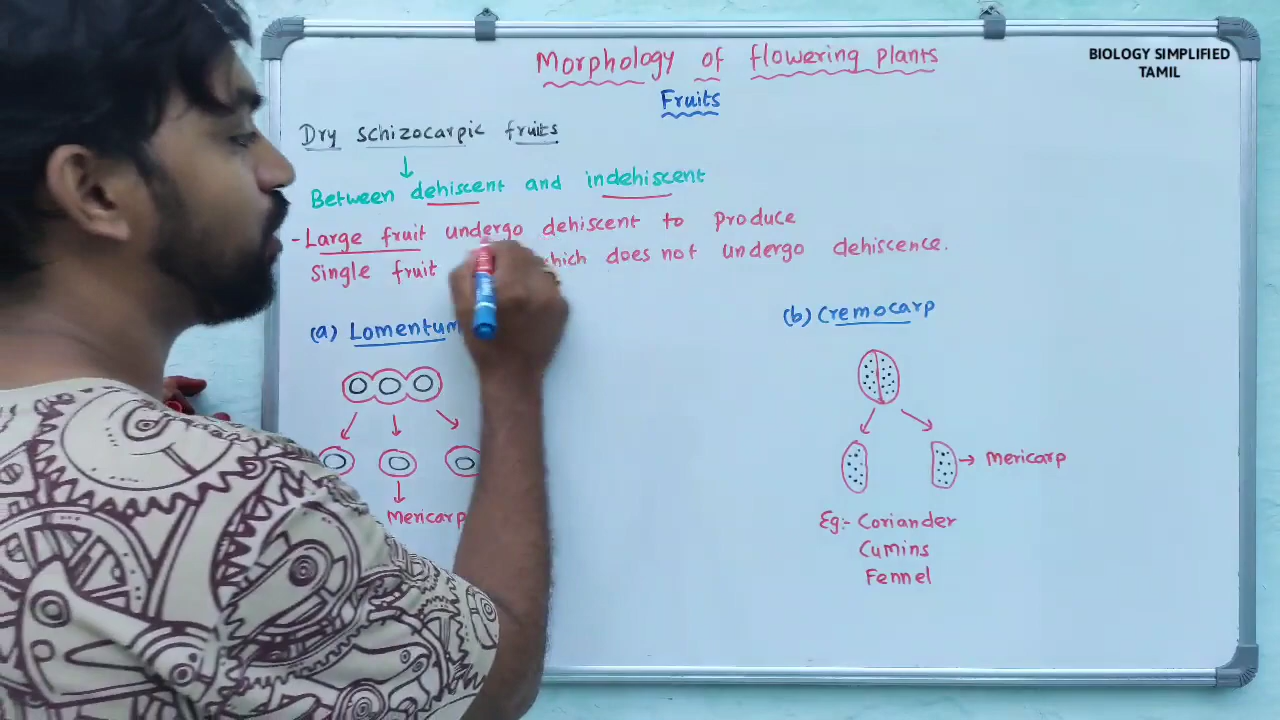 Morphology of flowering plants
BIOLOGY SIMPLIFIED
TAMIL
Fruits
Dry schizocarpic fruits
Between dehiscent and indehiscent
- Large fruit undergo dehiscent to produce
Single fruit which does not undergo dehiscence.
(a) Lomentum
(b) Cremocarp
Mericarp
Mericarp
Eg:- Coriander
Cumins
Fennel